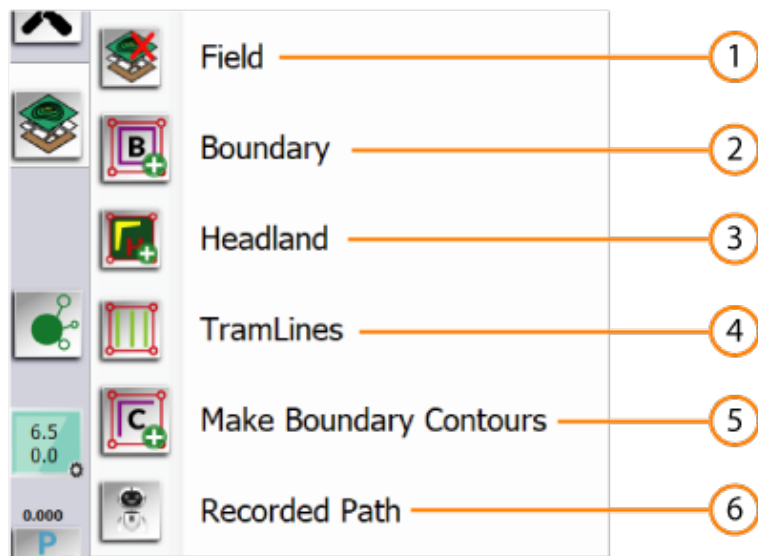 Field 1
B
Boundary 2
H
Headland 3
TramLines 4
C
Make Boundary Contours 5
6.5
0.0
Recorded Path 6
0.000
P